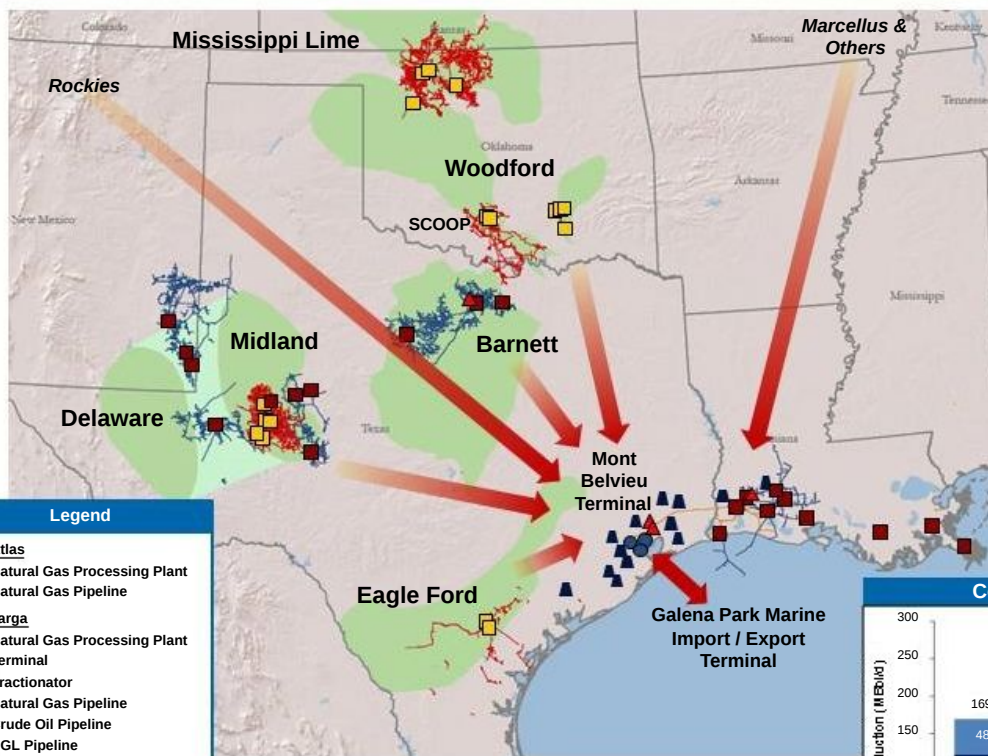 Colorado
Kansas
Mississippi Lime
Missouri
Marcellus &
Others
Kentucky
Rockies
Tennessee
Oklahoma
Woodford
Arkansas
New Mexico
SCOOP
Mississippi
Midland
Barnett
Delaware
Texas
Mont
Belvieu
Terminal
uisiana
Legend
tlas
atural Gas Processing Plant
atural Gas Pipeline
arga
atural Gas Processing Plant
erminal
ractionator
atural Gas Pipeline
rude Oil Pipeline
GL Pipeline
Eagle Ford
Galena Park Marine
Import / Export
Terminal
Co
300
250
200
150
169
48
uction (MBbl/d)